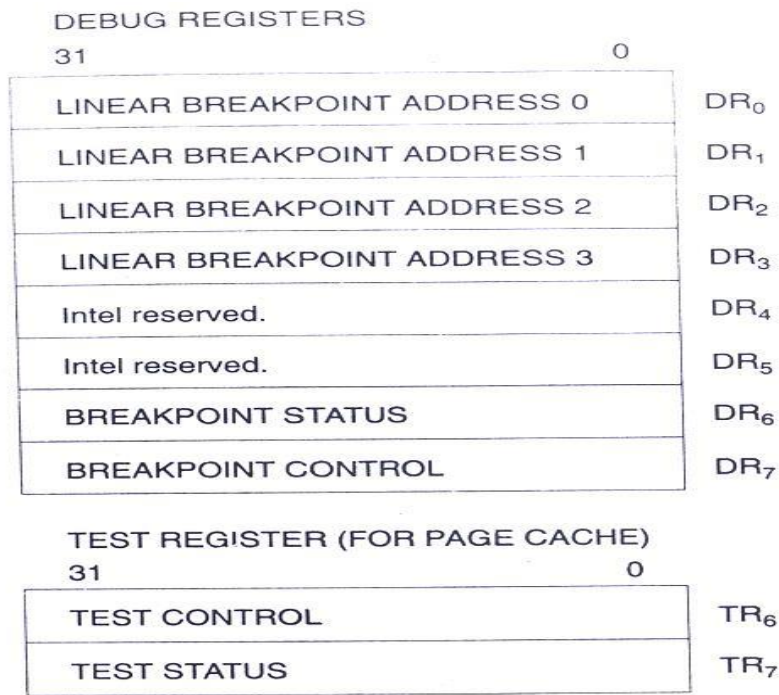 DEBUG REGISTERS
31 0
LINEAR BREAKPOINT ADDRESS 0 DR₀
LINEAR BREAKPOINT ADDRESS 1 DR₁
LINEAR BREAKPOINT ADDRESS 2 DR₂
LINEAR BREAKPOINT ADDRESS 3 DR₃
Intel reserved. DR₄
Intel reserved. DR₅
BREAKPOINT STATUS DR₆
BREAKPOINT CONTROL DR₇
TEST REGISTER (FOR PAGE CACHE)
31 0
TEST CONTROL TR₆
TEST STATUS TR₇